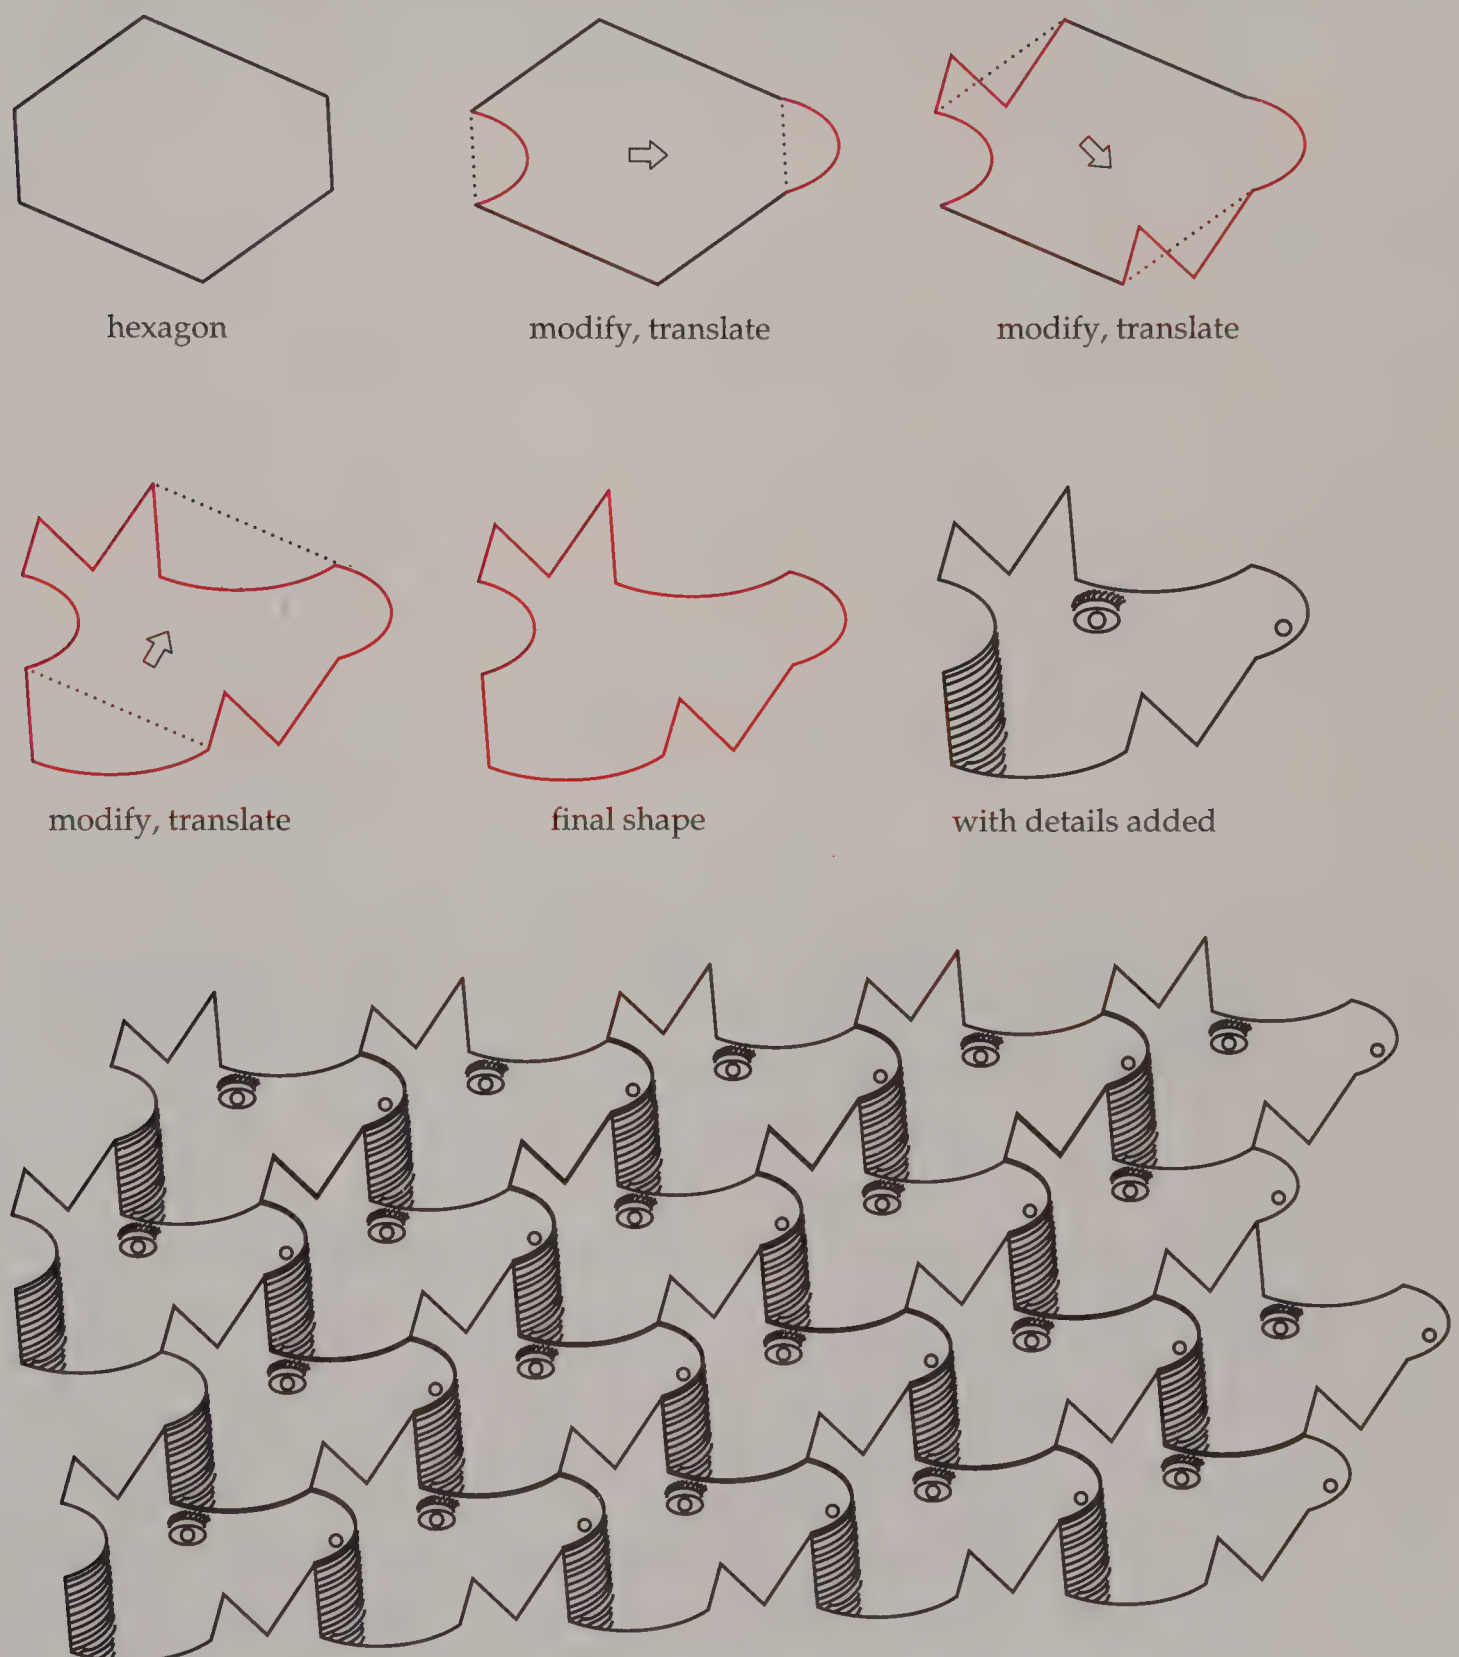 hexagon
modify, translate
modify, translate
modify, translate
final shape
with details added